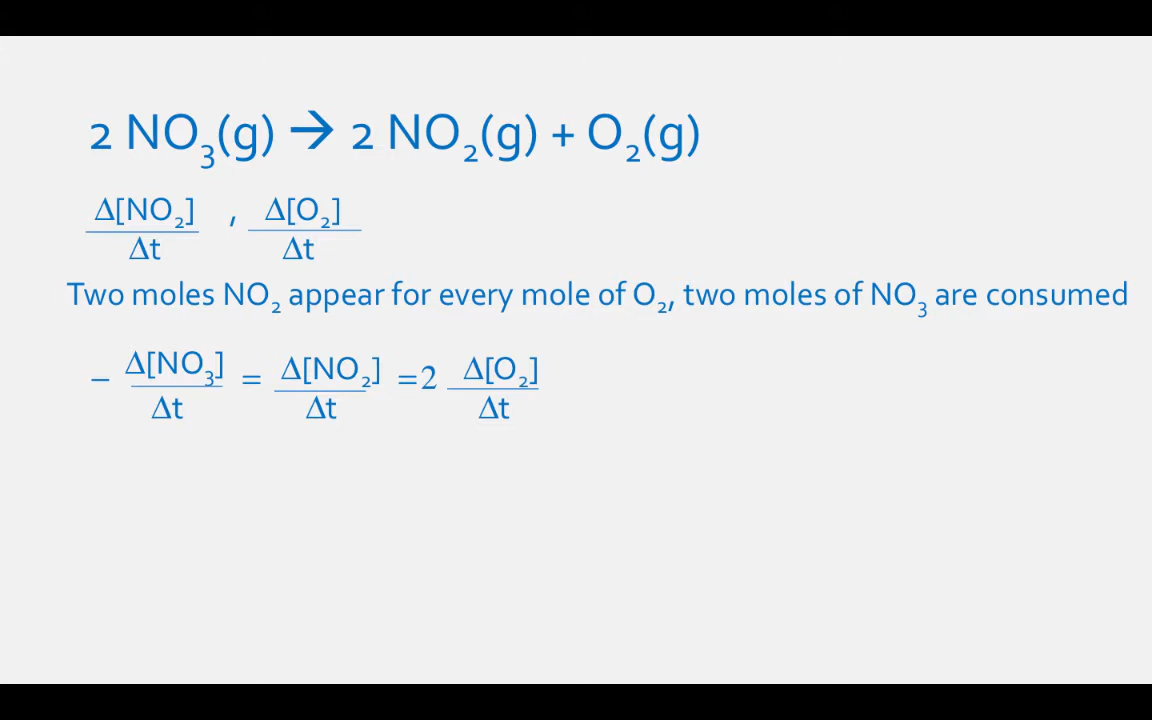 2 NO₃(g) → 2 NO₂(g) + O₂(g)
Δ[NO₂] , Δ[O₂]
Δt Δt
Two moles NO₂ appear for every mole of O₂, two moles of NO₃ are consumed
– Δ[NO₃] = Δ[NO₂] =2 Δ[O₂]
Δt Δt Δt